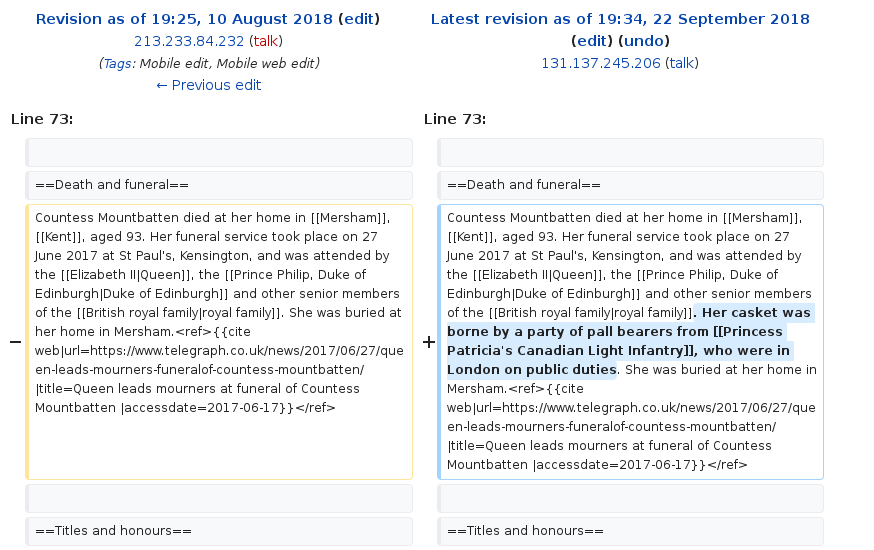 Revision as of 19:25, 10 August 2018 (edit)
213.233.84.232 (talk)
(Tags: Mobile edit, Mobile web edit)
← Previous edit
Latest revision as of 19:34, 22 September 2018
(edit) (undo)
131.137.245.206 (talk)
Line 73:
Line 73:
==Death and funeral==
==Death and funeral==
−
Countess Mountbatten died at her home in [[Mersham]],
[[Kent]], aged 93. Her funeral service took place on 27
June 2017 at St Paul's, Kensington, and was attended by
the [[Elizabeth II|Queen]], the [[Prince Philip, Duke of
Edinburgh|Duke of Edinburgh]] and other senior members
of the [[British royal family|royal family]]. She was buried at
her home in Mersham.<ref>{{cite
web|url=https://www.telegraph.co.uk/news/2017/06/27/que
en-leads-mourners-funeralof-countess-mountbatten/
|title=Queen leads mourners at funeral of Countess
Mountbatten |accessdate=2017-06-17}}</ref>
+
Countess Mountbatten died at her home in [[Mersham]],
[[Kent]], aged 93. Her funeral service took place on 27
June 2017 at St Paul's, Kensington, and was attended by
the [[Elizabeth II|Queen]], the [[Prince Philip, Duke of
Edinburgh|Duke of Edinburgh]] and other senior members
of the [[British royal family|royal family]]. Her casket was
borne by a party of pall bearers from [[Princess
Patricia's Canadian Light Infantry]], who were in
London on public duties. She was buried at her home in
Mersham.<ref>{{cite
web|url=https://www.telegraph.co.uk/news/2017/06/27/que
en-leads-mourners-funeralof-countess-mountbatten/
|title=Queen leads mourners at funeral of Countess
Mountbatten |accessdate=2017-06-17}}</ref>
==Titles and honours==
==Titles and honours==